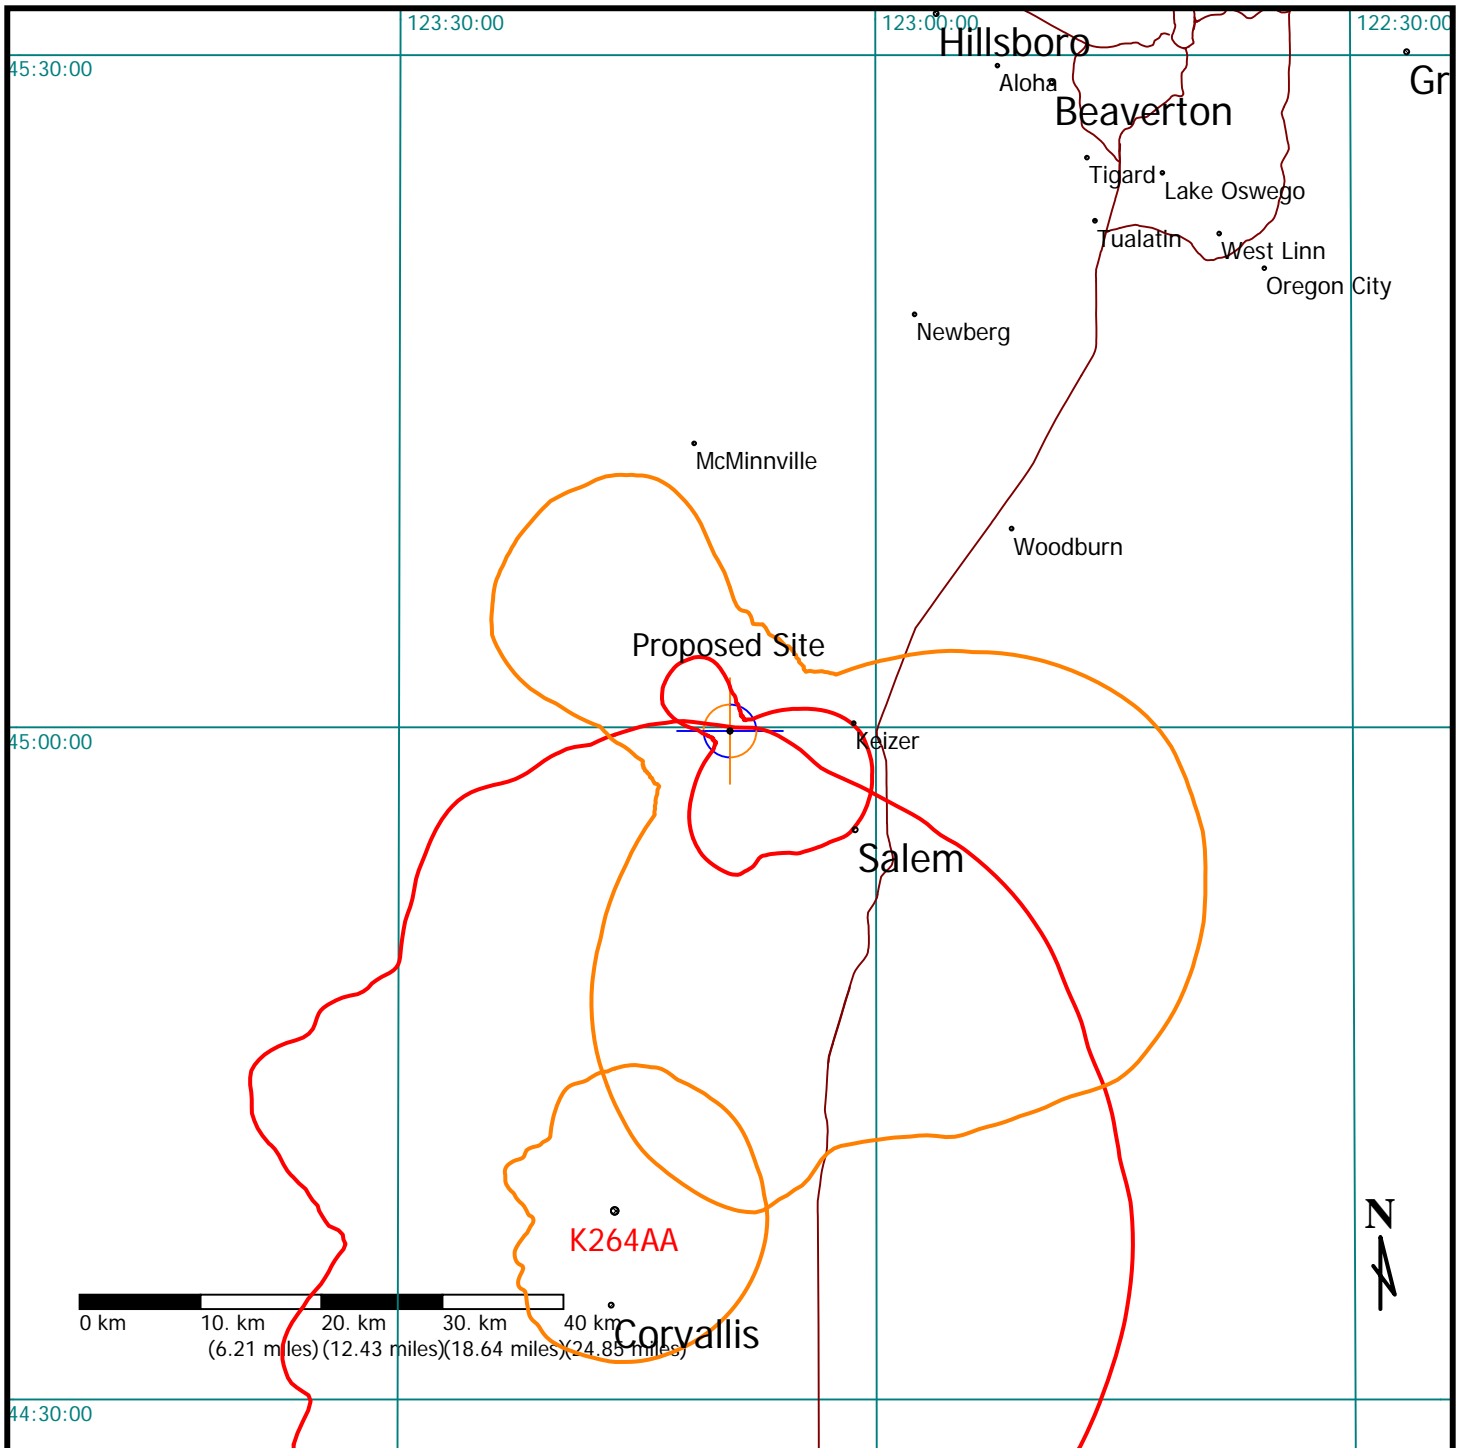 123:30:00
123:00:00
122:30:00
Hillsboro
45:30:00
Aloha
Gr
Beaverton
Tigard
Lake Oswego
Tualatin
West Linn
Oregon City
Newberg
McMinnville
Woodburn
Proposed Site
45:00:00
Keizer
Salem
N
K264AA
0 km 10. km 20. km 30. km 40 km
Corvallis
(6.21 miles) (12.43 miles) (18.64 miles) (24.85 miles)
44:30:00